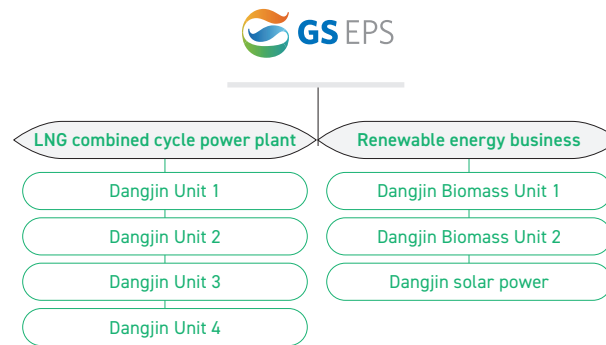 GS EPS
LNG combined cycle power plant
Dangjin Unit 1
Dangjin Unit 2
Dangjin Unit 3
Dangjin Unit 4
Renewable energy business
Dangjin Biomass Unit 1
Dangjin Biomass Unit 2
Dangjin solar power